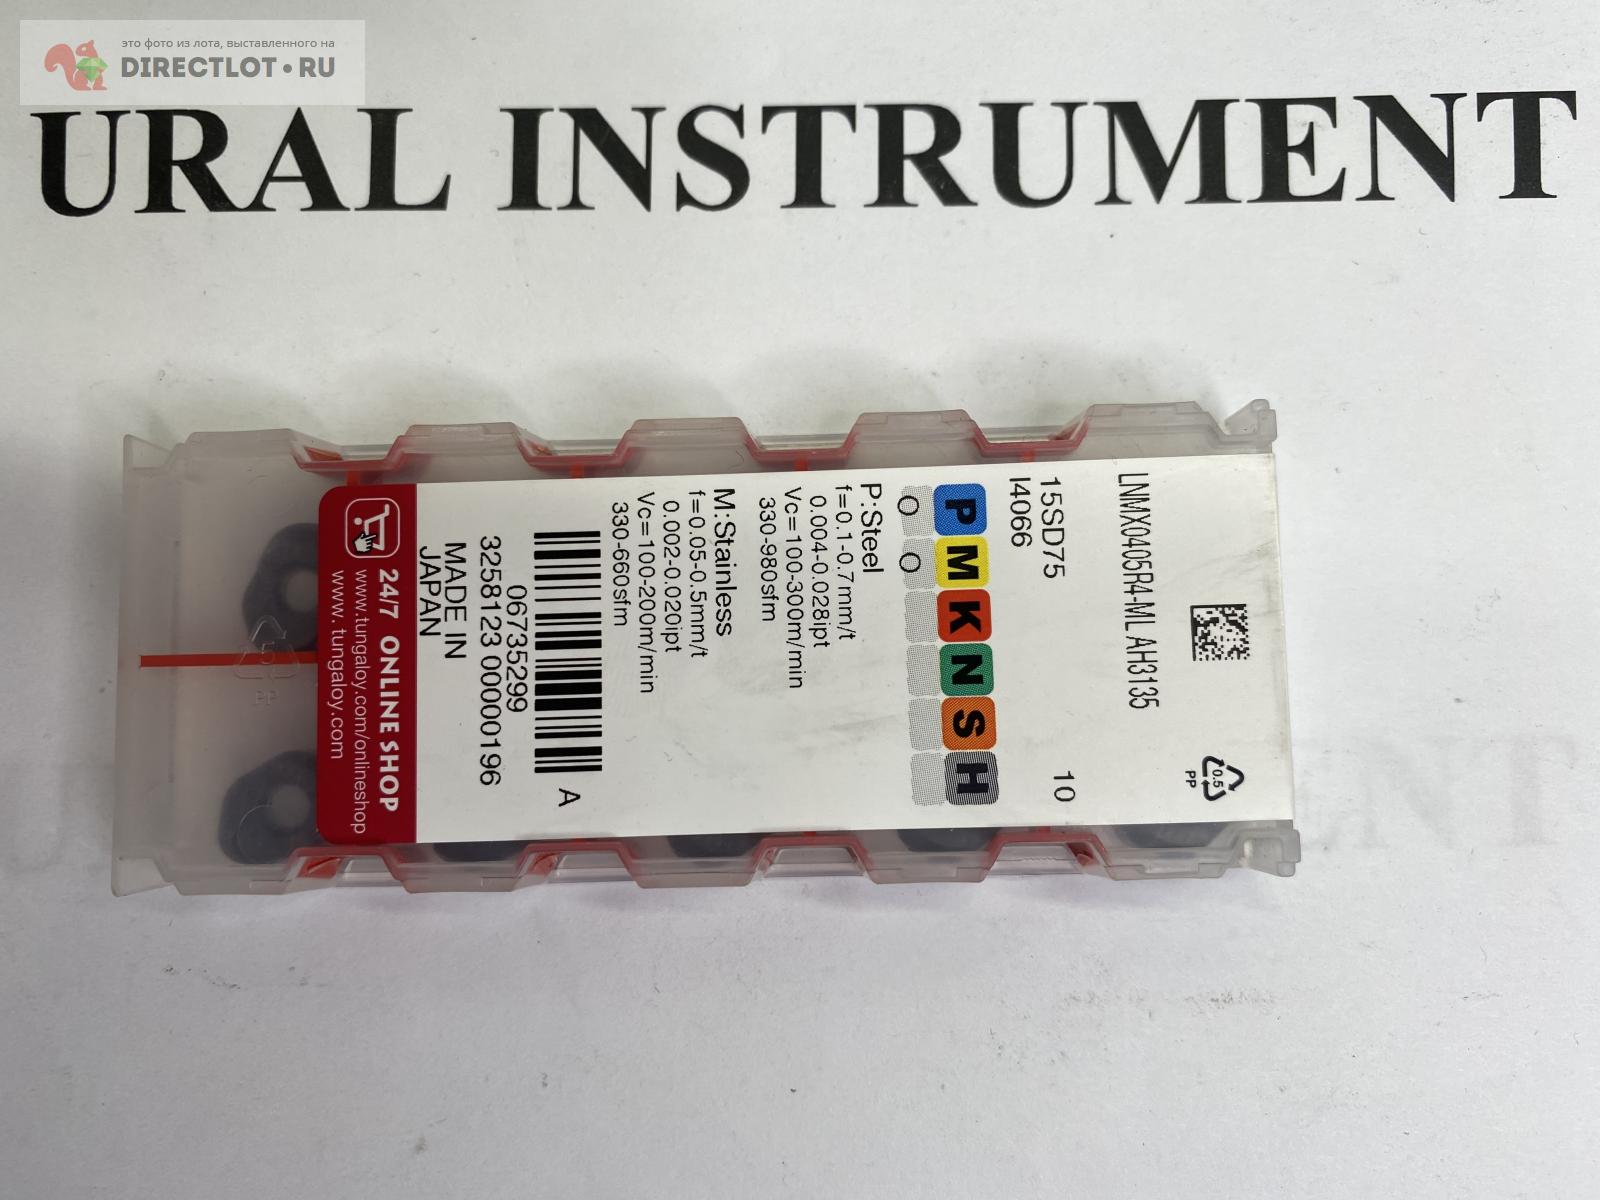 это фото из лота, выставленного на
DIRECTLOT.RU
URAL INSTRUMENT
0.5
PP
LNMX0405R4-ML AH3135
15SD75 10
I4066
P M K N S H
P:Steel
f=0.1-0.7mm/t
0.004-0.028ipt
Vc=100-300m/min
330-980sfm
M:Stainless
f=0.05-0.5mm/t
0.002-0.020ipt
Vc=100-200m/min
330-660sfm
A
06735299
3258123 00000196
MADE IN
JAPAN
24/7 ONLINE SHOP
www.tungaloy.com/onlineshop
www.tungaloy.com
5
PP